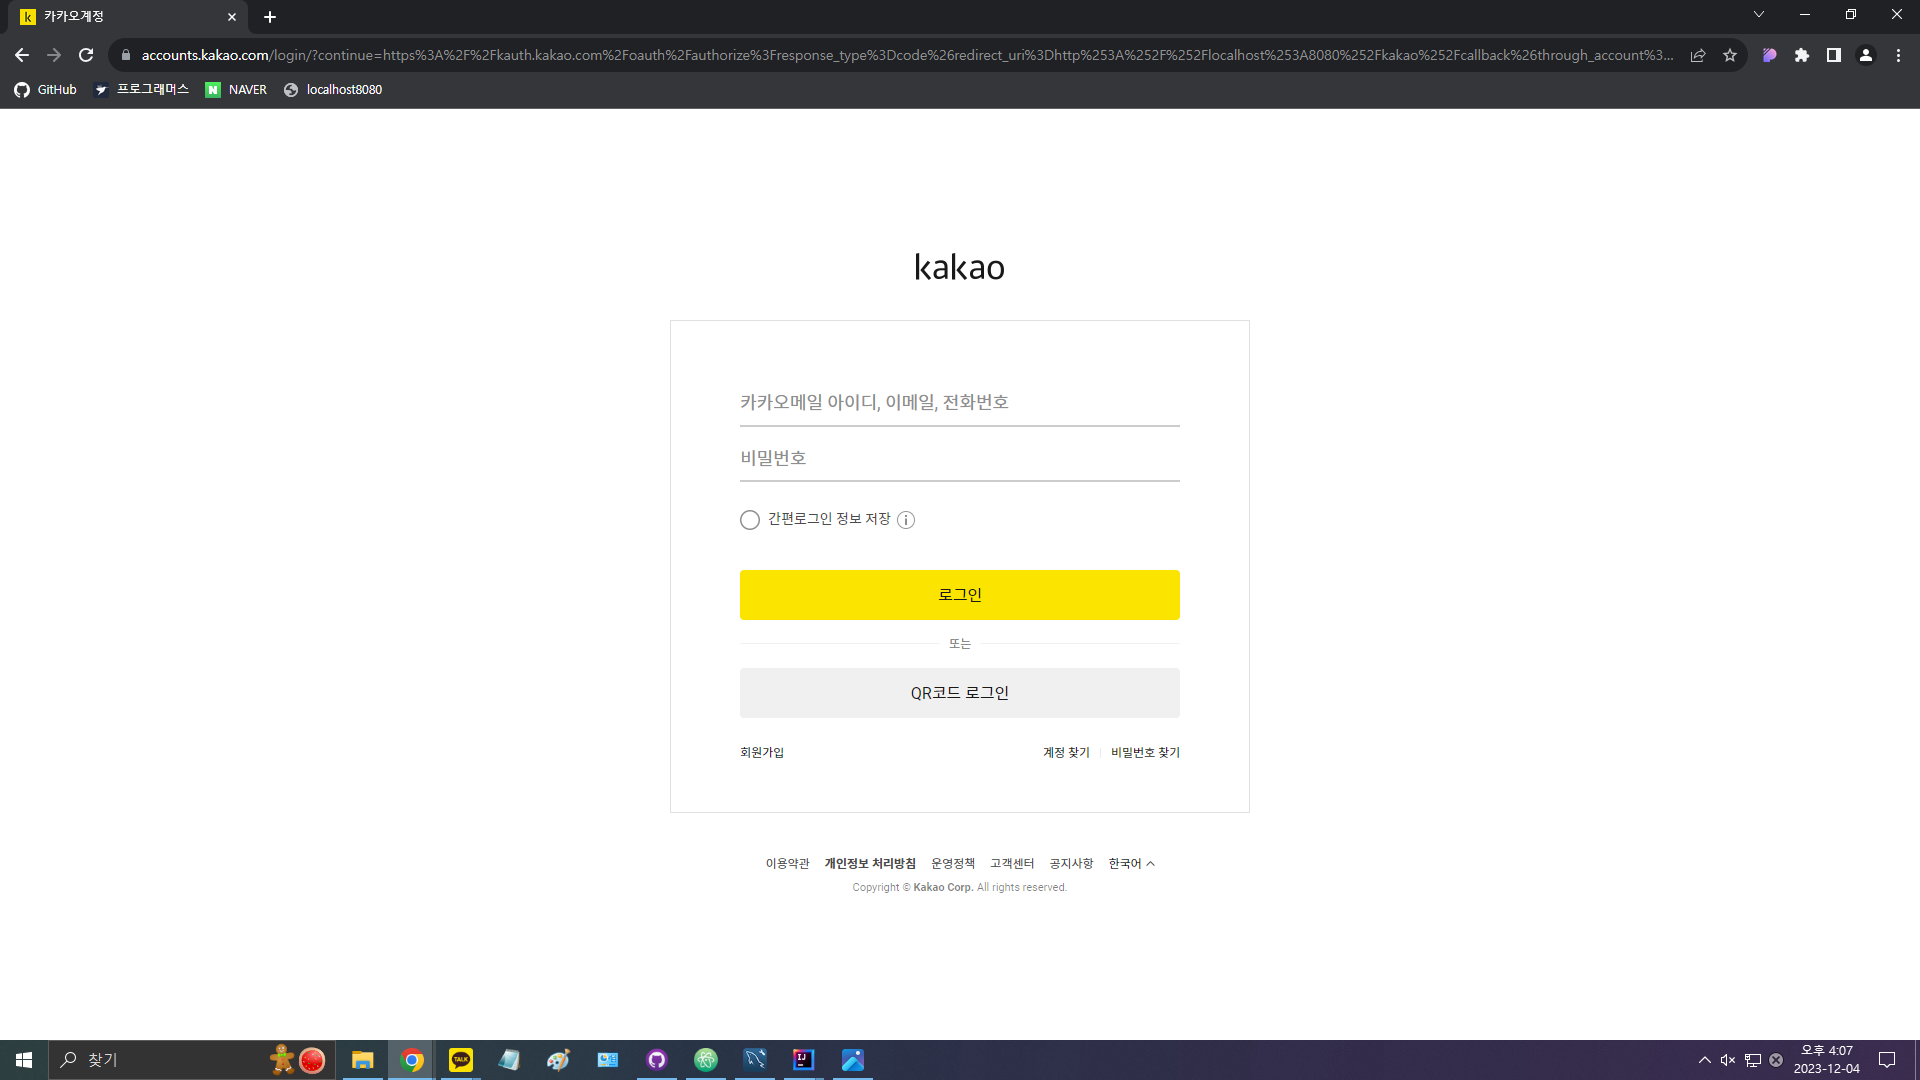 카카오계정
accounts.kakao.com/login/?continue=https%3A%2F%2Fkauth.kakao.com%2Foauth%2Fauthorize%3Fresponse_type%3Dcode%26redirect_uri%3Dhttp%253A%252F%252Flocalhost%253A8080%252Fkakao%252Fcallback%26through_account%3...
GitHub 프로그래머스 NAVER localhost8080
kakao
카카오메일 아이디, 이메일, 전화번호
비밀번호
간편로그인 정보 저장
로그인
또는
QR코드 로그인
회원가입 계정 찾기 비밀번호 찾기
이용약관 개인정보 처리방침 운영정책 고객센터 공지사항 한국어
Copyright © Kakao Corp. All rights reserved.
찾기
TALK
IJ
오후 4:07
2023-12-04